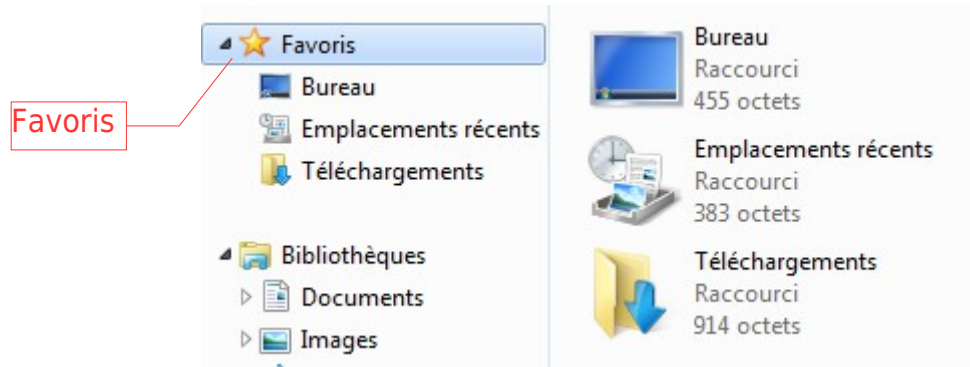 Favoris
Favoris
Bureau
Emplacements récents
Téléchargements
Bibliothèques
Documents
Images
Bureau
Raccourci
455 octets
Emplacements récents
Raccourci
383 octets
Téléchargements
Raccourci
914 octets